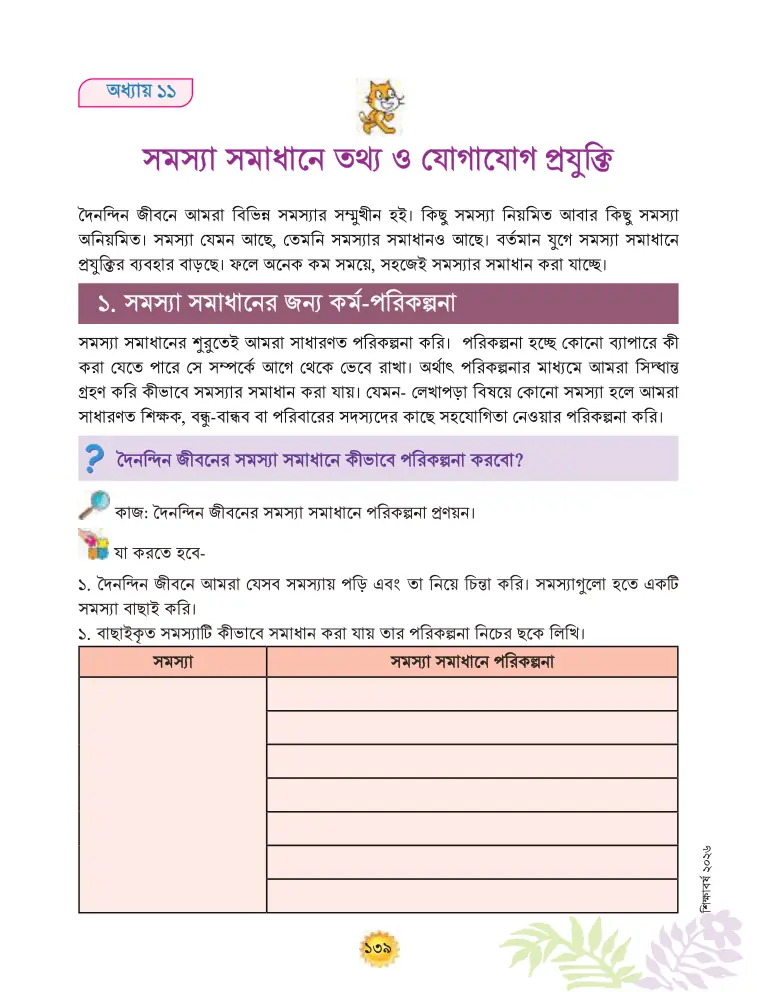 অধ্যায় ১১
সমস্যা সমাধানে তথ্য ও যোগাযোগ প্রযুক্তি
দৈনন্দিন জীবনে আমরা বিভিন্ন সমস্যার সম্মুখীন হই। কিছু সমস্যা নিয়মিত আবার কিছু সমস্যা
অনিয়মিত। সমস্যা যেমন আছে, তেমনি সমস্যার সমাধানও আছে। বর্তমান যুগে সমস্যা সমাধানে
প্রযুক্তির ব্যবহার বাড়ছে। ফলে অনেক কম সময়ে, সহজেই সমস্যার সমাধান করা যাচ্ছে।
১. সমস্যা সমাধানের জন্য কর্ম-পরিকল্পনা
সমস্যা সমাধানের শুরুতেই আমরা সাধারণত পরিকল্পনা করি। পরিকল্পনা হচ্ছে কোনো ব্যাপারে কী
করা যেতে পারে সে সম্পর্কে আগে থেকে ভেবে রাখা। অর্থাৎ পরিকল্পনার মাধ্যমে আমরা সিদ্ধান্ত
গ্রহণ করি কীভাবে সমস্যার সমাধান করা যায়। যেমন- লেখাপড়া বিষয়ে কোনো সমস্যা হলে আমরা
সাধারণত শিক্ষক, বন্ধু-বান্ধব বা পরিবারের সদস্যদের কাছে সহযোগিতা নেওয়ার পরিকল্পনা করি।
? দৈনন্দিন জীবনের সমস্যা সমাধানে কীভাবে পরিকল্পনা করবো?
কাজ: দৈনন্দিন জীবনের সমস্যা সমাধানে পরিকল্পনা প্রণয়ন।
যা করতে হবে-
১. দৈনন্দিন জীবনে আমরা যেসব সমস্যায় পড়ি এবং তা নিয়ে চিন্তা করি। সমস্যাগুলো হতে একটি
সমস্যা বাছাই করি।
১. বাছাইকৃত সমস্যাটি কীভাবে সমাধান করা যায় তার পরিকল্পনা নিচের ছকে লিখি।
সমস্যা
সমস্যা সমাধানে পরিকল্পনা
শিক্ষাবর্ষ ২০২৬
১৩৯